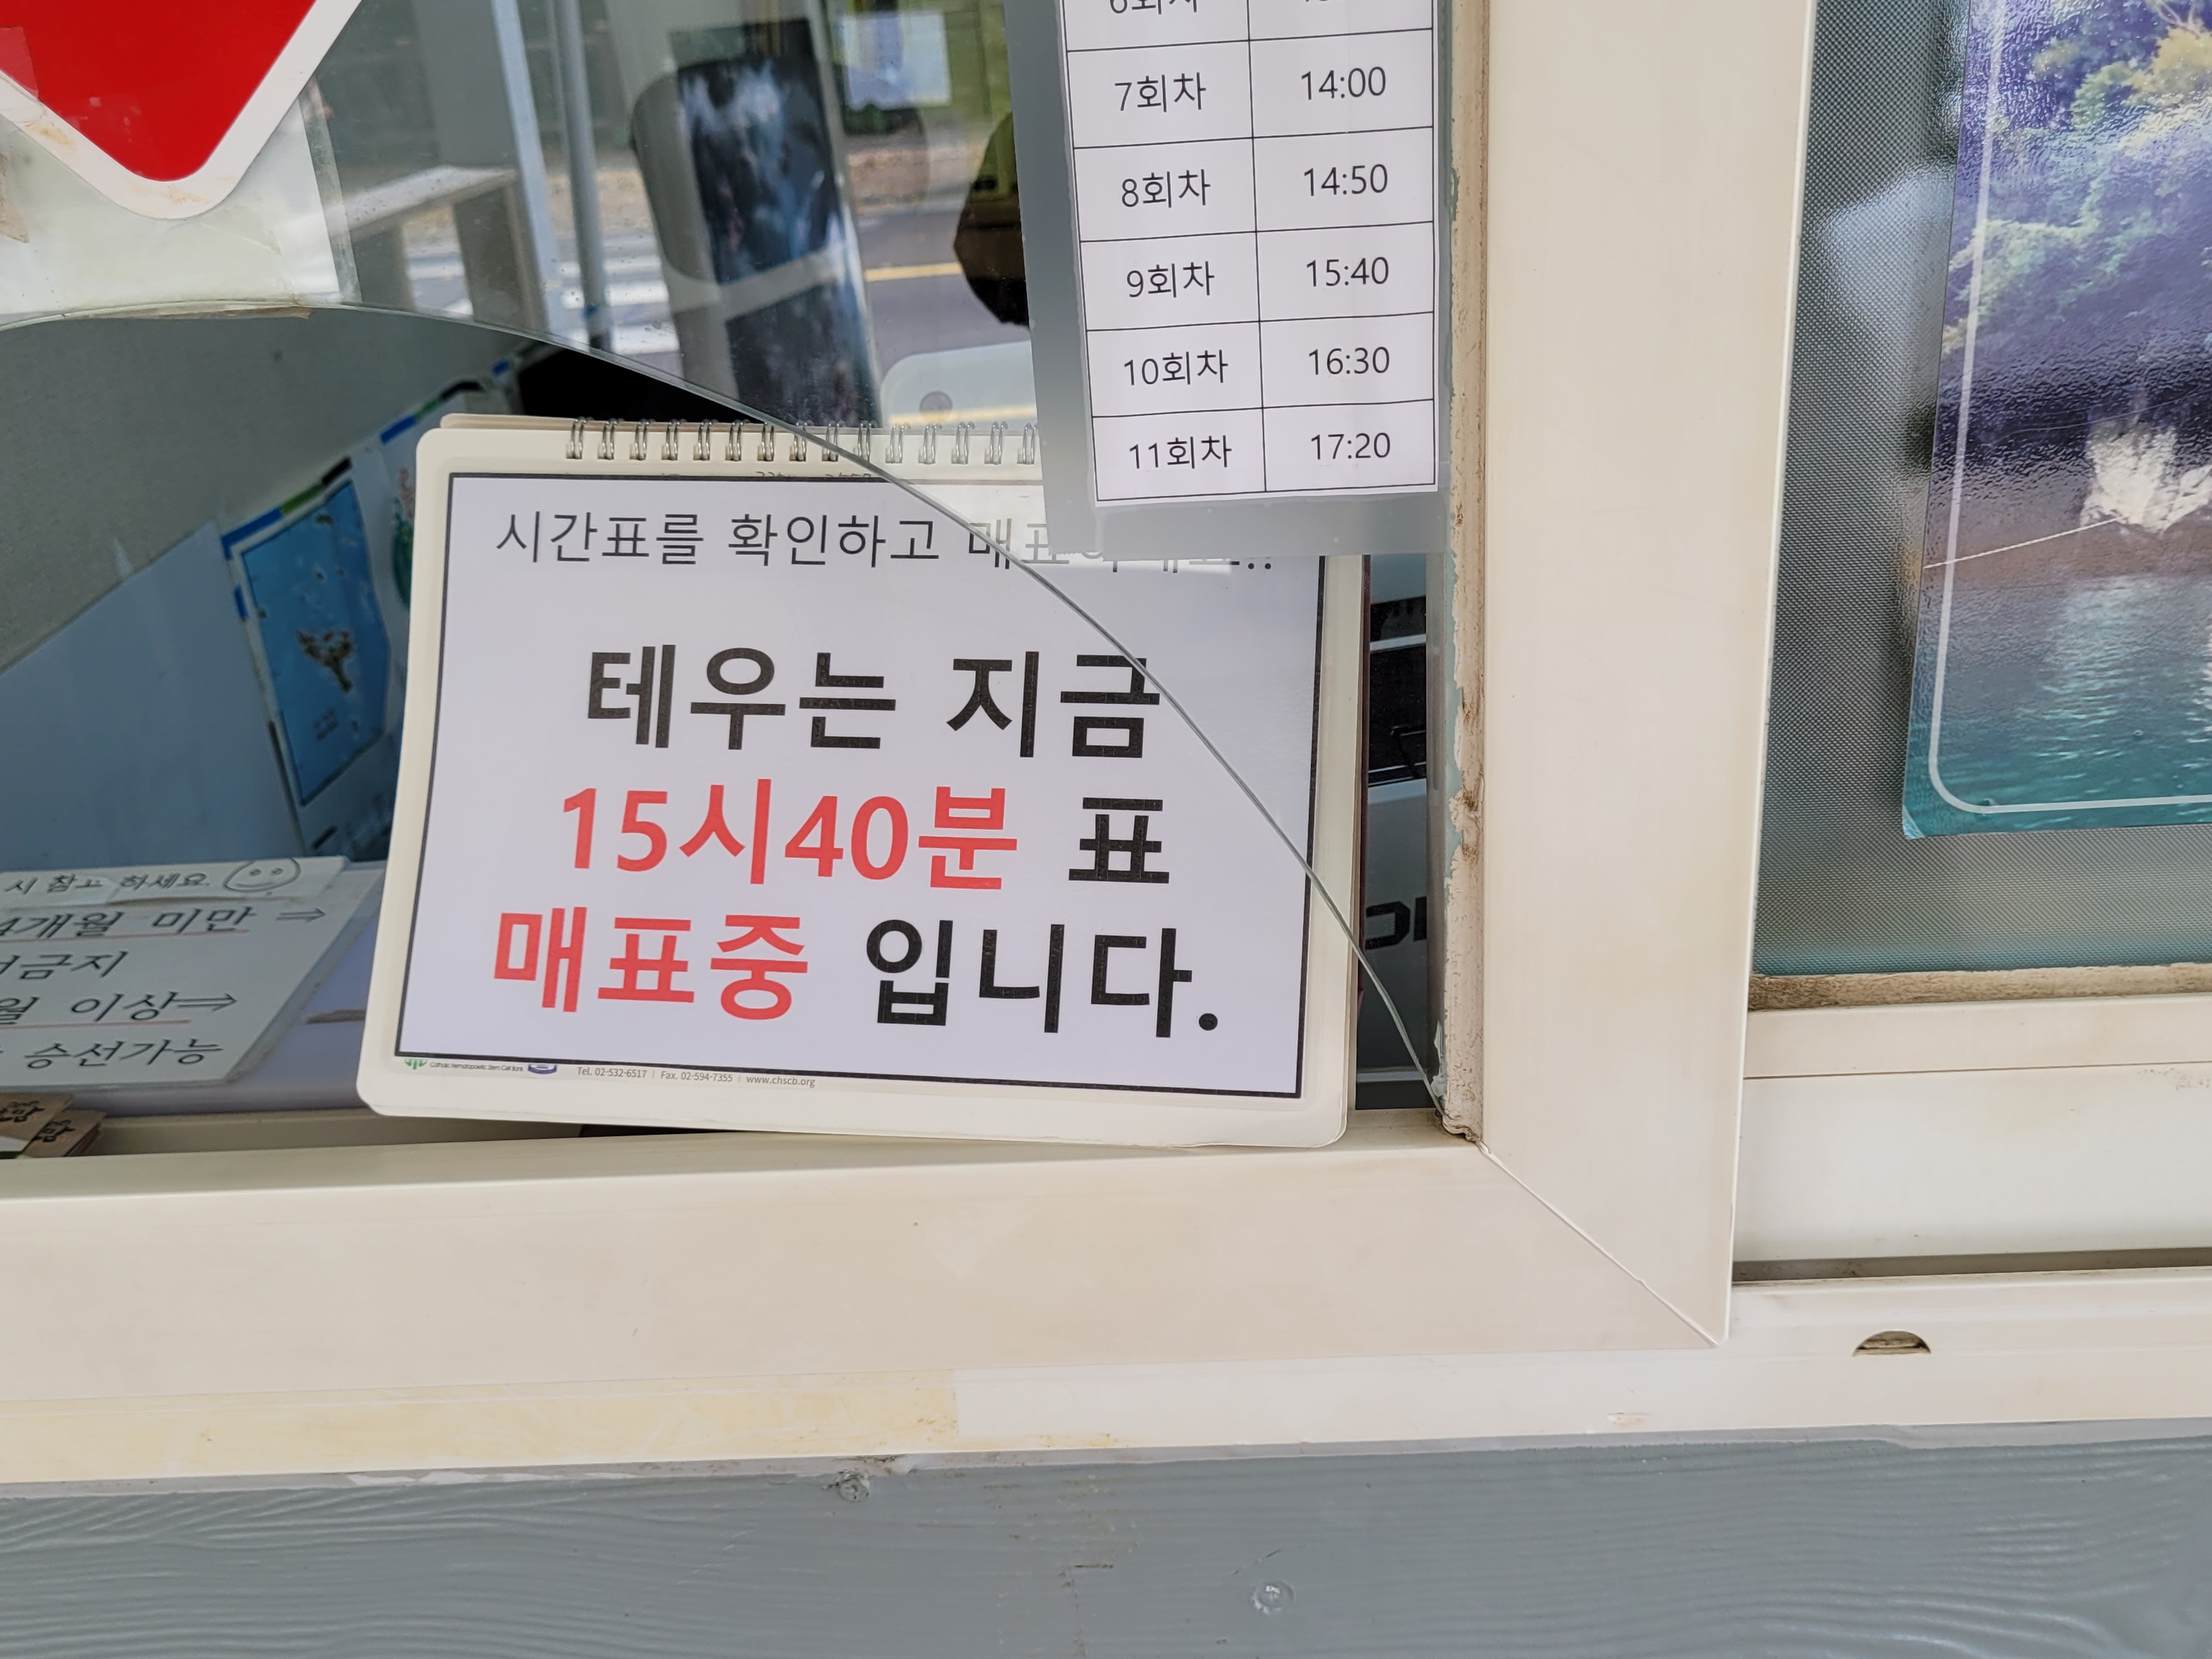 7회차 14:00
8회차 14:50
9회차 15:40
10회차 16:30
11회차 17:20
시간표를 확인하고
테우는 지금
15시40분 표
매표중 입니다.
Tel. 02-532-6517 | Fax. 02-594-7355 | www.chscb.org
시 참고 하세요.
4개월 미만 ⇒
금지
월 이상⇒
승선가능